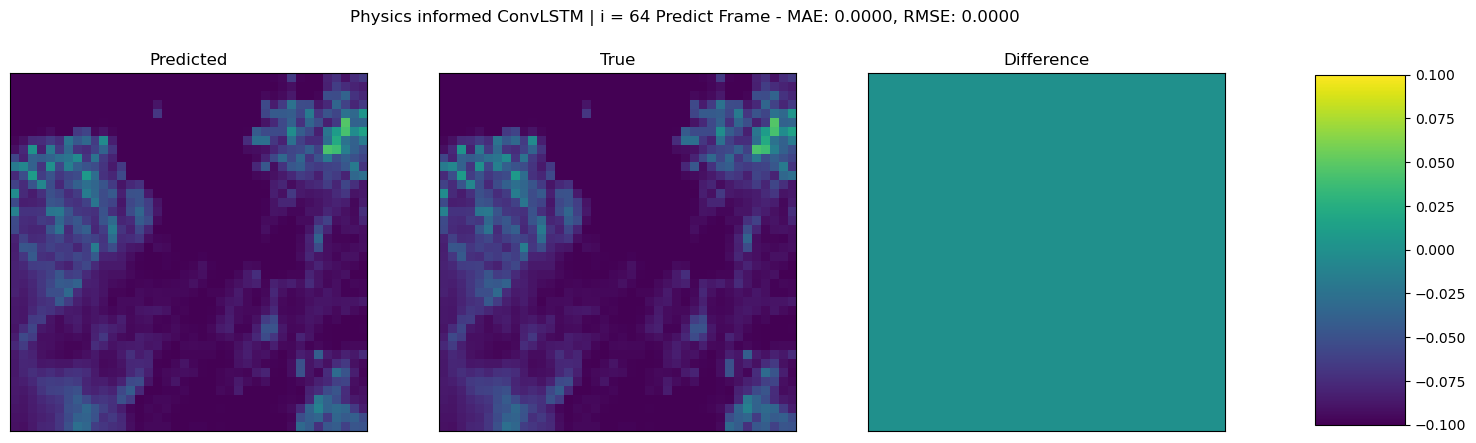 Physics informed ConvLSTM | i = 64 Predict Frame - MAE: 0.0000, RMSE: 0.0000
Predicted
True
Difference
0.100
0.075
0.050
0.025
0.000
−0.025
−0.050
−0.075
−0.100